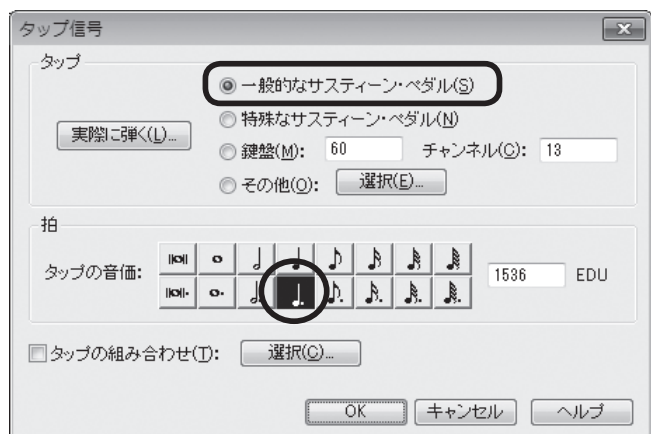 タップ信号
タップ
一般的なサスティーン・ペダル(S)
特殊なサスティーン・ペダル(N)
実際に弾く(L)...
鍵盤(M): 60 チャンネル(C): 13
その他(O): 選択(E)...
拍
タップの音価:
1536 EDU
タップの組み合わせ(T): 選択(C)...
OK キャンセル ヘルプ